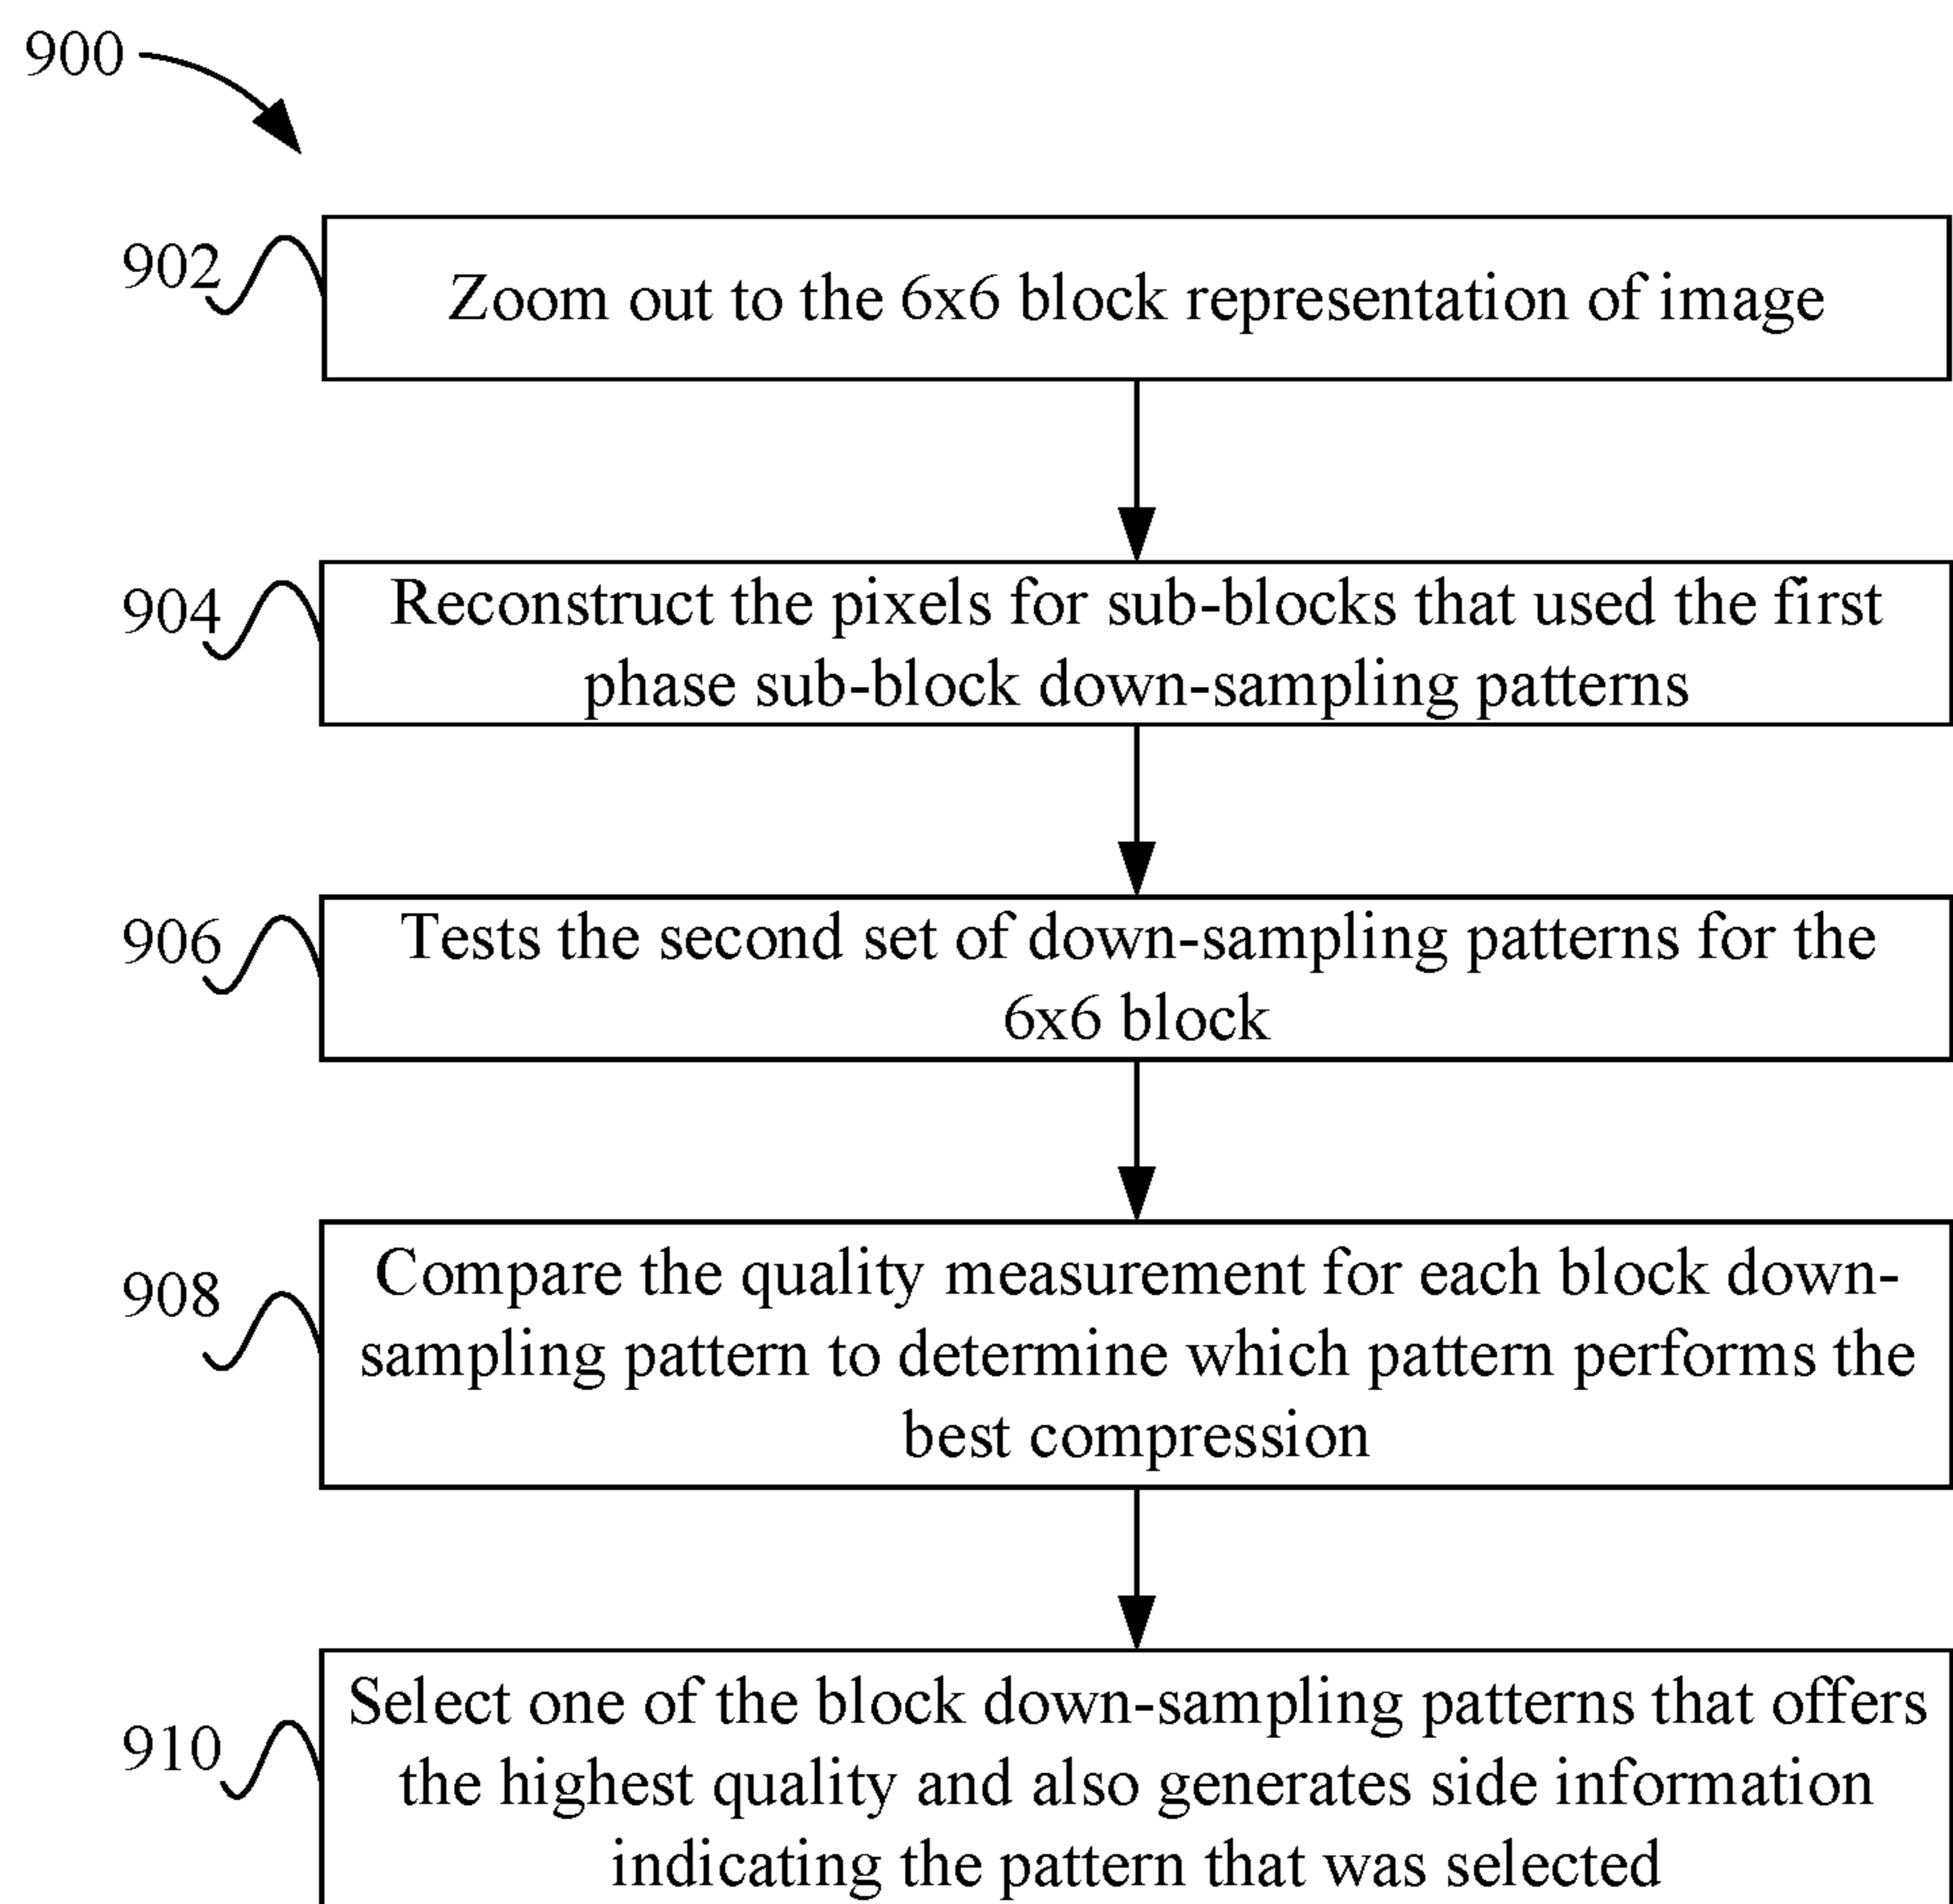 900
902
Zoom out to the 6x6 block representation of image
904
Reconstruct the pixels for sub-blocks that used the first
phase sub-block down-sampling patterns
906
Tests the second set of down-sampling patterns for the
6x6 block
908
Compare the quality measurement for each block down-
sampling pattern to determine which pattern performs the
best compression
910
Select one of the block down-sampling patterns that offers
the highest quality and also generates side information
indicating the pattern that was selected